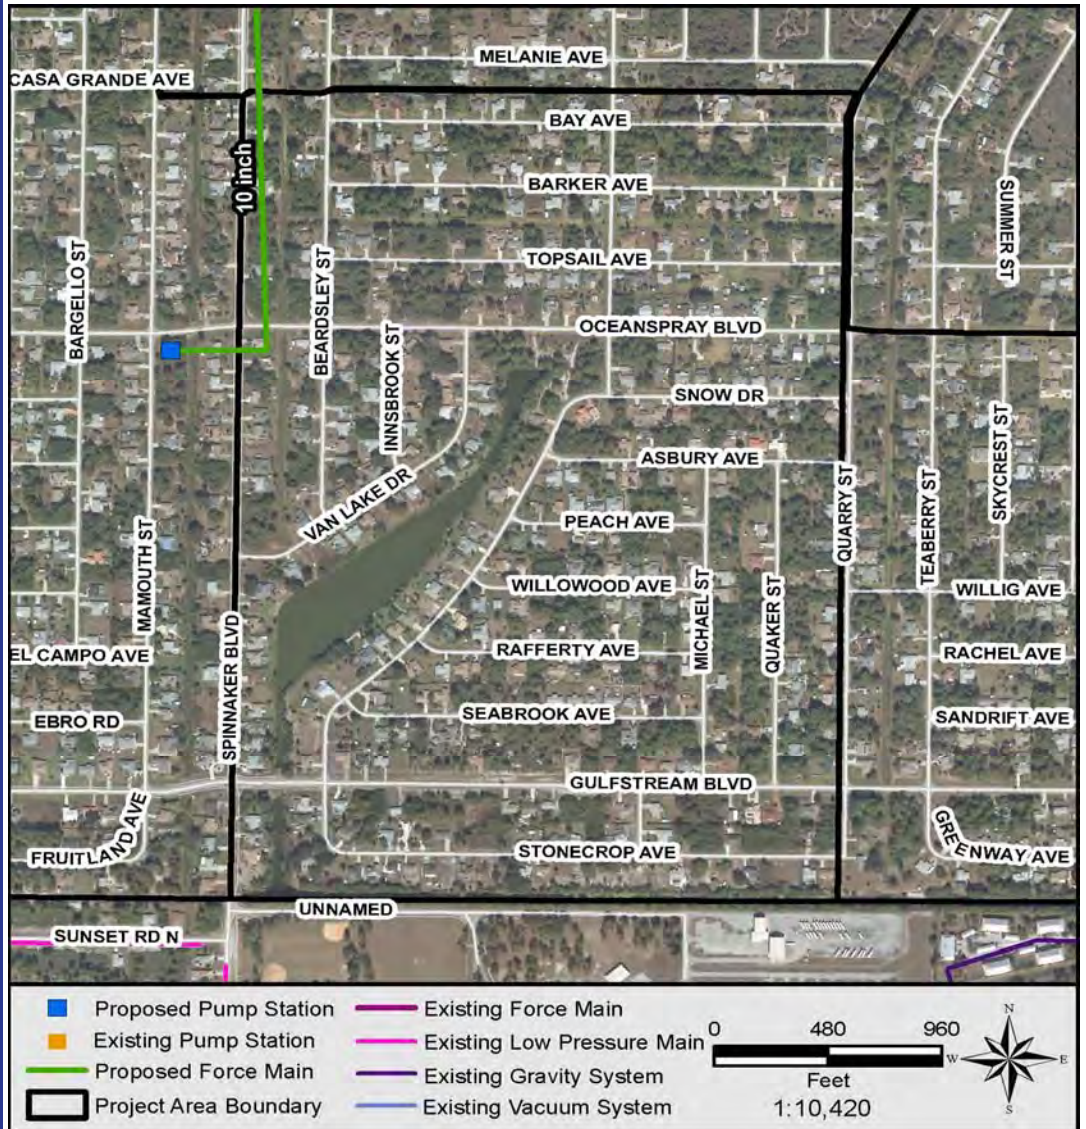 MELANIE AVE
CASA GRANDE AVE
BAY AVE
10 inch
BARKER AVE
SUMMER ST
BARGELLO ST
BEARDSLEY ST
TOPSAIL AVE
OCEANSPRAY BLVD
INNSBROOK ST
SNOW DR
SKYCREST ST
ASBURY AVE
VAN LAKE DR
QUARRY ST
TEABERRY ST
PEACH AVE
MAMOUTH ST
WILLOWOOD AVE
MICHAEL ST
QUAKER ST
WILLIG AVE
SPINNAKER BLVD
EL CAMPO AVE
RAFFERTY AVE
RACHEL AVE
EBRO RD
SEABROOK AVE
SANDRIFT AVE
GULFSTREAM BLVD
FRUITLAND AVE
STONECROP AVE
GREENWAY AVE
UNNAMED
SUNSET RD N
Proposed Pump Station
Existing Pump Station
Proposed Force Main
Project Area Boundary
Existing Force Main
Existing Low Pressure Main
Existing Gravity System
Existing Vacuum System
0 480 960
Feet
1:10,420
N
W E
S